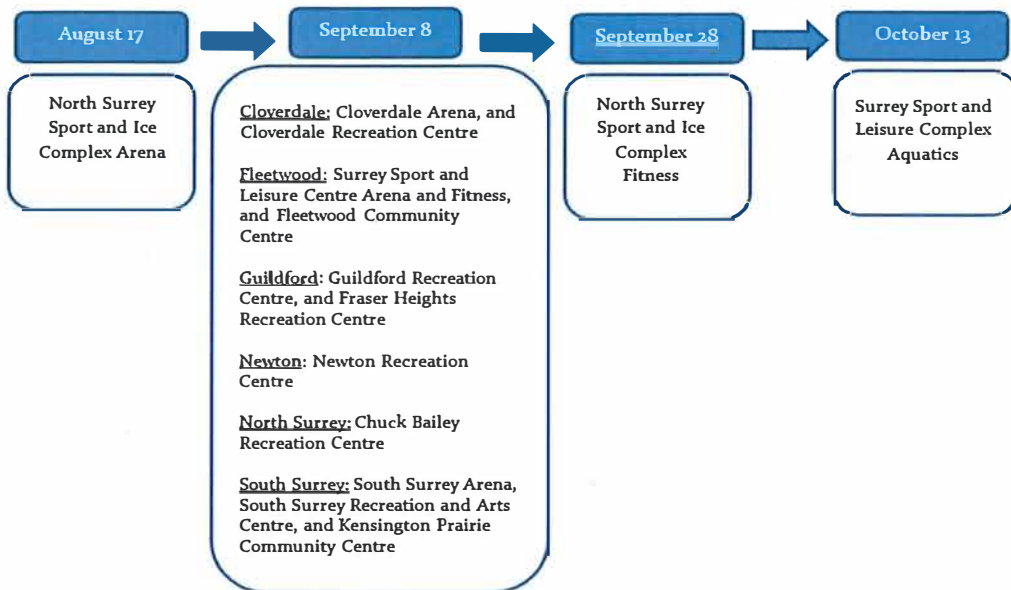 August 17
North Surrey
Sport and Ice
Complex Arena
September 8
Cloverdale: Cloverdale Arena, and
Cloverdale Recreation Centre
Fleetwood: Surrey Sport and
Leisure Centre Arena and Fitness,
and Fleetwood Community
Centre
Guildford: Guildford Recreation
Centre, and Fraser Heights
Recreation Centre
Newton: Newton Recreation
Centre
North Surrey: Chuck Bailey
Recreation Centre
South Surrey: South Surrey Arena,
South Surrey Recreation and Arts
Centre, and Kensington Prairie
Community Centre
September 28
North Surrey
Sport and Ice
Complex
Fitness
October 13
Surrey Sport and
Leisure Complex
Aquatics